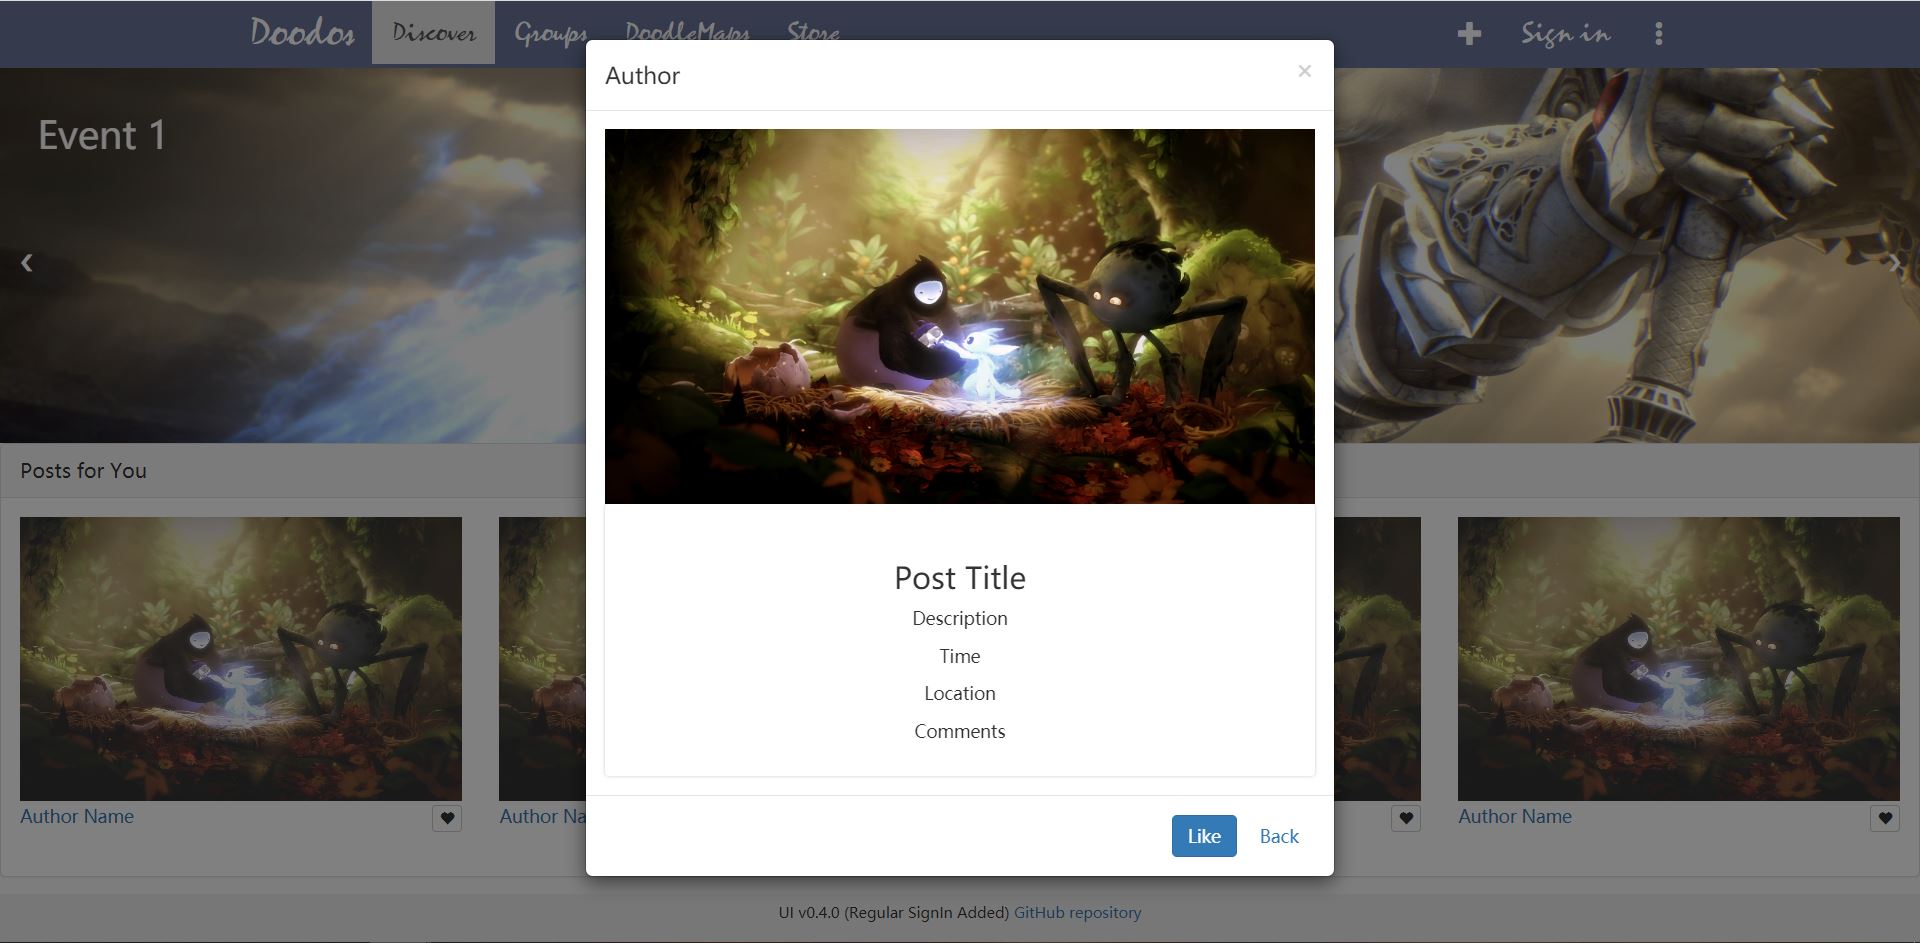 Doodos Discover Groups DoodleMaps Store Sign in
Author ×
Event 1
Post Title
Description
Time
Location
Comments
Posts for You
Author Name
Author Na
Author Name
Like Back
UI v0.4.0 (Regular SignIn Added) GitHub repository